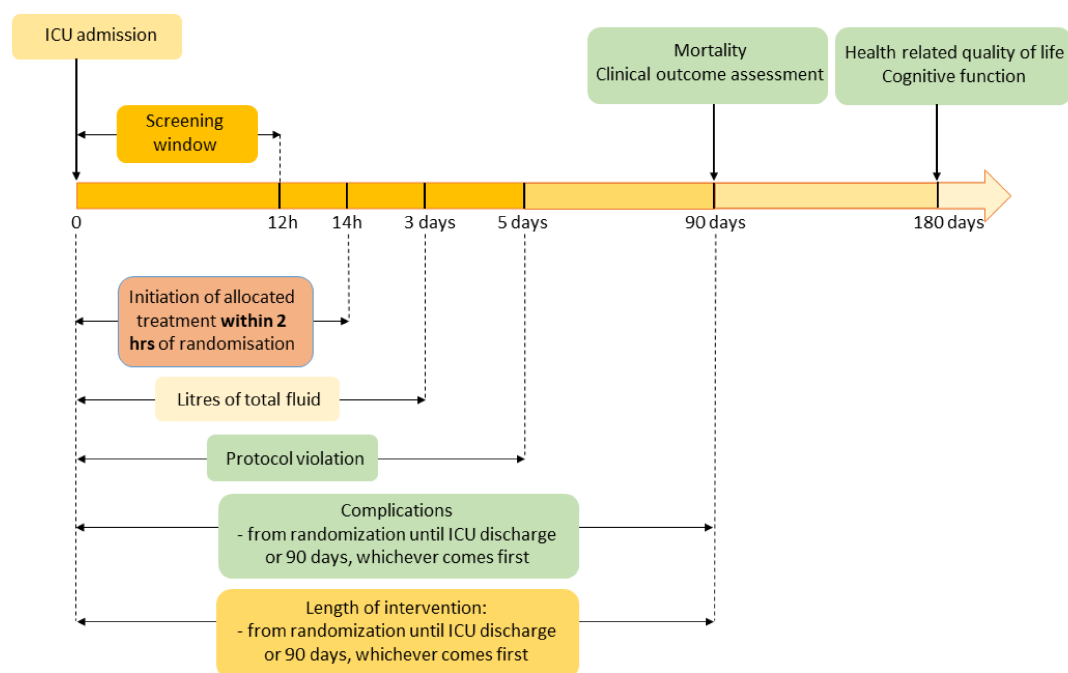 ICU admission
Mortality
Clinical outcome assessment
Health related quality of life
Cognitive function
Screening
window
0
12h
14h
3 days
5 days
90 days
180 days
Initiation of allocated
treatment within 2
hrs of randomisation
Litres of total fluid
Protocol violation
Complications
- from randomization until ICU discharge
or 90 days, whichever comes first
Length of intervention:
- from randomization until ICU discharge
or 90 days, whichever comes first